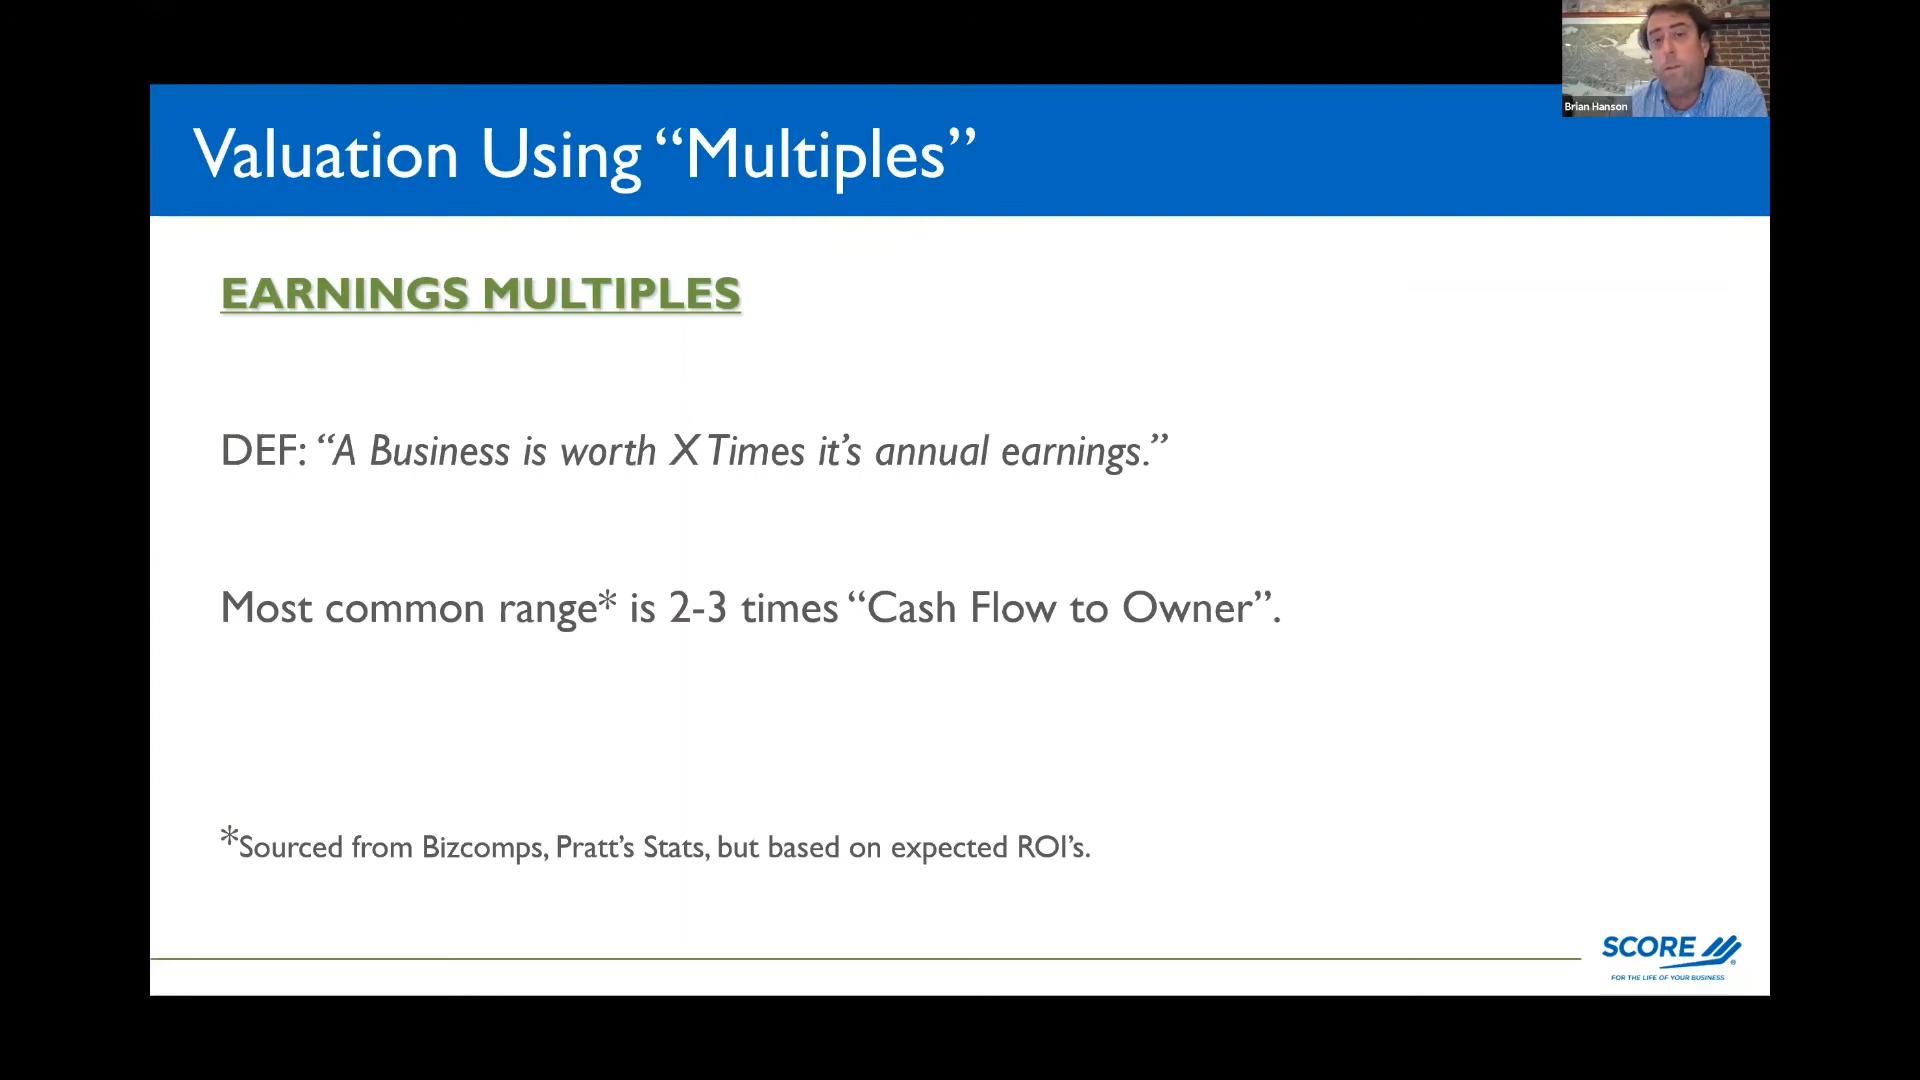 Brian Hanson
Valuation Using “Multiples”
EARNINGS MULTIPLES
DEF: “A Business is worth X Times it’s annual earnings.”
Most common range* is 2-3 times “Cash Flow to Owner”.
*Sourced from Bizcomps, Pratt’s Stats, but based on expected ROI’s.
SCORE
FOR THE LIFE OF YOUR BUSINESS